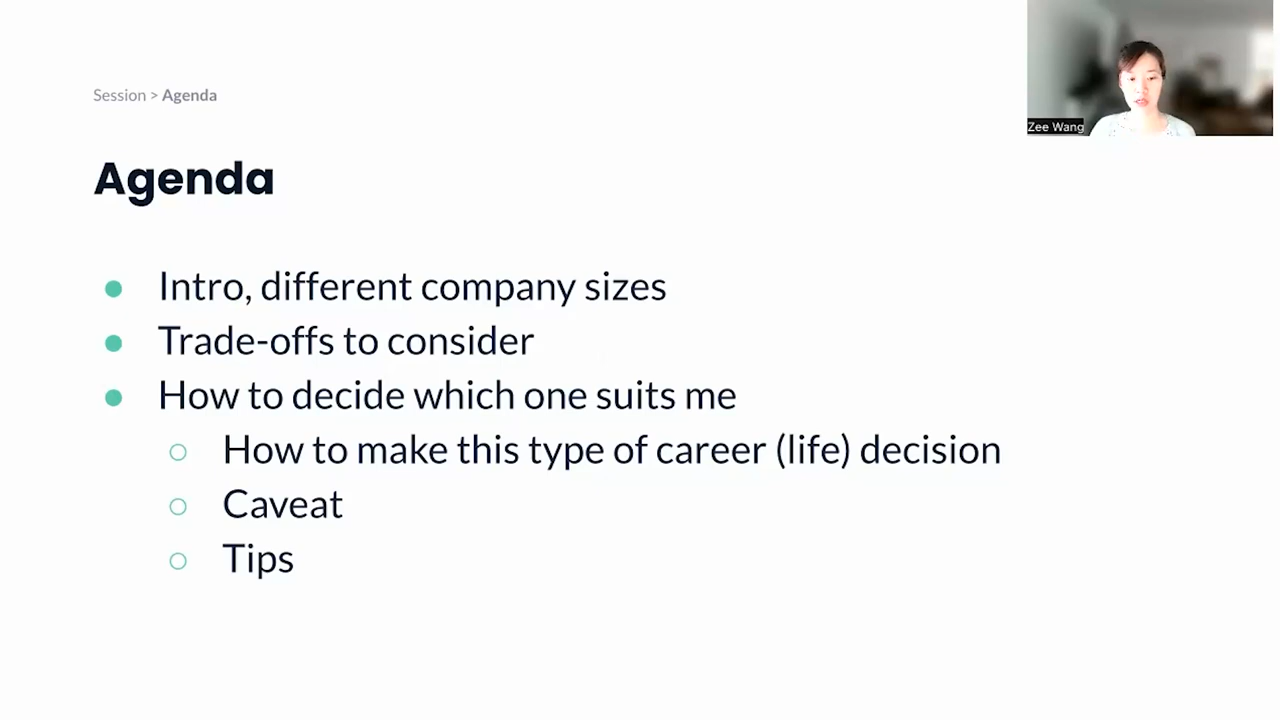 Session > Agenda
Zee Wang
Agenda
Intro, different company sizes
Trade-offs to consider
How to decide which one suits me
How to make this type of career (life) decision
Caveat
Tips